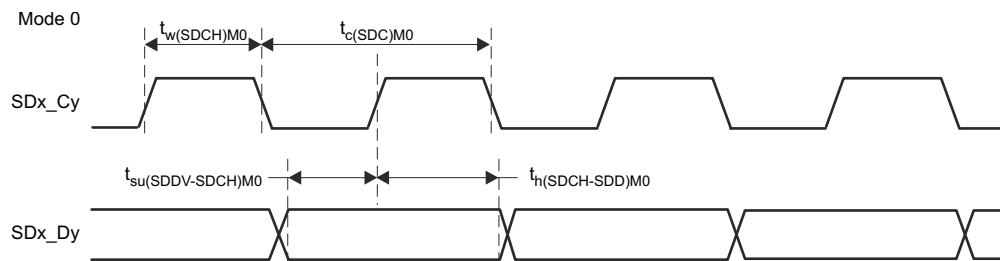 Mode 0
tw(SDCH)M0
tc(SDC)M0
SDx_Cy
tsu(SDDV-SDCH)M0
th(SDCH-SDD)M0
SDx_Dy